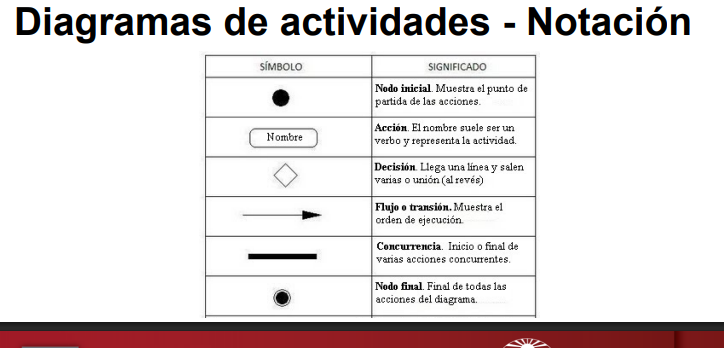 Diagramas de actividades - Notación
SÍMBOLO
SIGNIFICADO
Nodo inicial. Muestra el punto de
partida de las acciones.
Nombre
Acción. El nombre suele ser un
verbo y representa la actividad.
Decisión. Llega una línea y salen
varias o unión (al revés)
Flujo o transión. Muestra el
orden de ejecución.
Concurrencia. Inicio o final de
varias acciones concurrentes.
Nodo final. Final de todas las
acciones del diagrama.